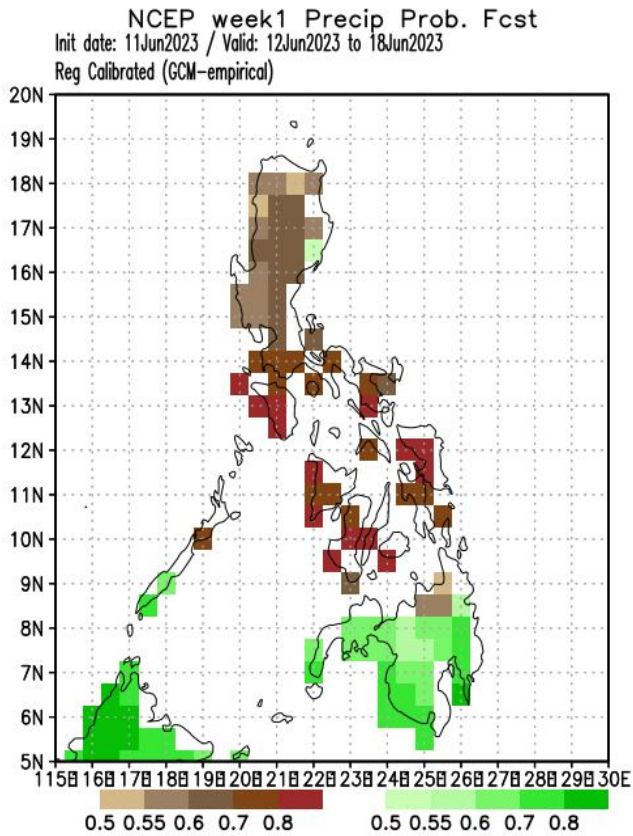 NCEP week1 Precip Prob. Fcst
Init date: 11Jun2023 / Valid: 12Jun2023 to 18Jun2023
Reg Calibrated (GCM-empirical)
20N
19N
18N
17N
16N
15N
14N
13N
12N
11N
10N
9N
8N
7N
6N
5N
115E 116E 117E 118E 119E 120E 121E 122E 123E 124E 125E 126E 127E 128E 129E 130E
0.5 0.55 0.6 0.7 0.8 0.5 0.55 0.6 0.7 0.8